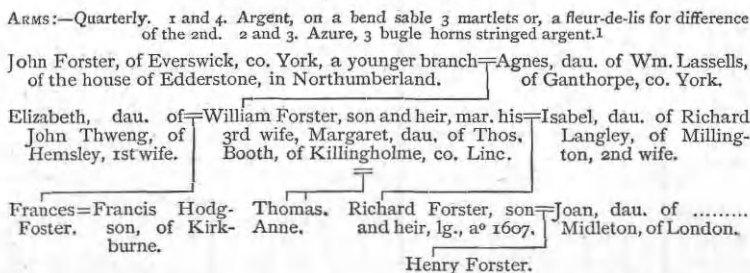 ARMS:—Quarterly. 1 and 4. Argent, on a bend sable 3 martlets or, a fleur-de-lis for difference
of the 2nd. 2 and 3. Azure, 3 bugle horns stringed argent.¹
John Forster, of Everswick, co. York, a younger branch=Agnes, dau. of Wm. Lassells,
of the house of Edderstone, in Northumberland. of Ganthorpe, co. York.
Elizabeth, dau. of=William Forster, son and heir, mar. his=Isabel, dau. of Richard
John Thweng, of 3rd wife, Margaret, dau. of Thos. Langley, of Milling-
Hemsley, 1st wife. Booth, of Killingholme, co. Linc. ton, 2nd wife.
Frances=Francis Hodg- Thomas. Richard Forster, son=Joan, dau. of .........
Foster. son, of Kirk- Anne. and heir, lg., aº 1607. Midleton, of London.
burne.
Henry Forster.